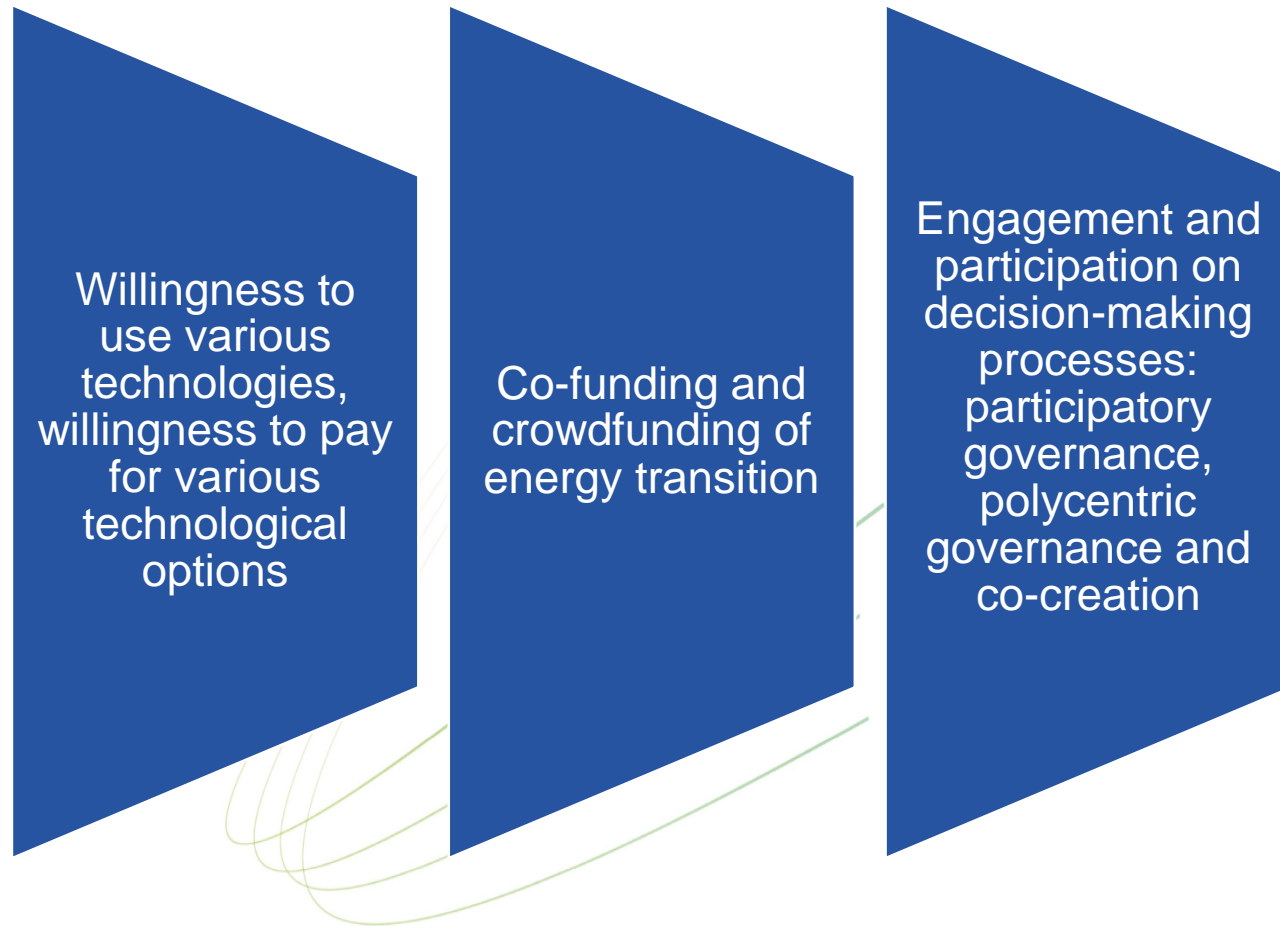 Willingness to
use various
technologies,
willingness to pay
for various
technological
options
Co-funding and
crowdfunding of
energy transition
Engagement and
participation on
decision-making
processes:
participatory
governance,
polycentric
governance and
co-creation